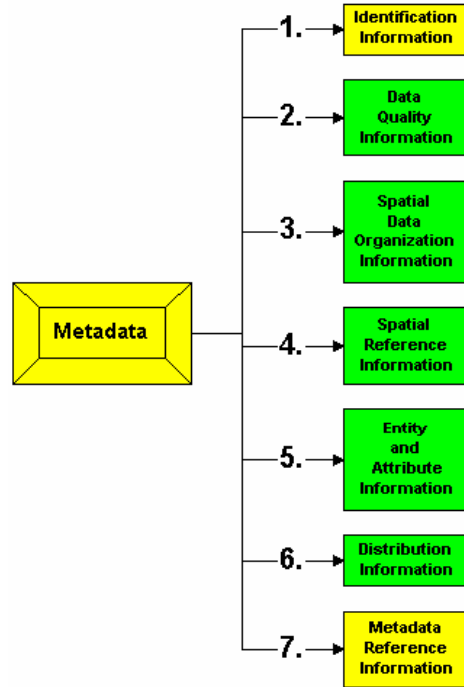 1.
Identification
Information
2.
Data
Quality
Information
3.
Spatial
Data
Organization
Information
Metadata
4.
Spatial
Reference
Information
5.
Entity
and
Attribute
Information
6.
Distribution
Information
7.
Metadata
Reference
Information